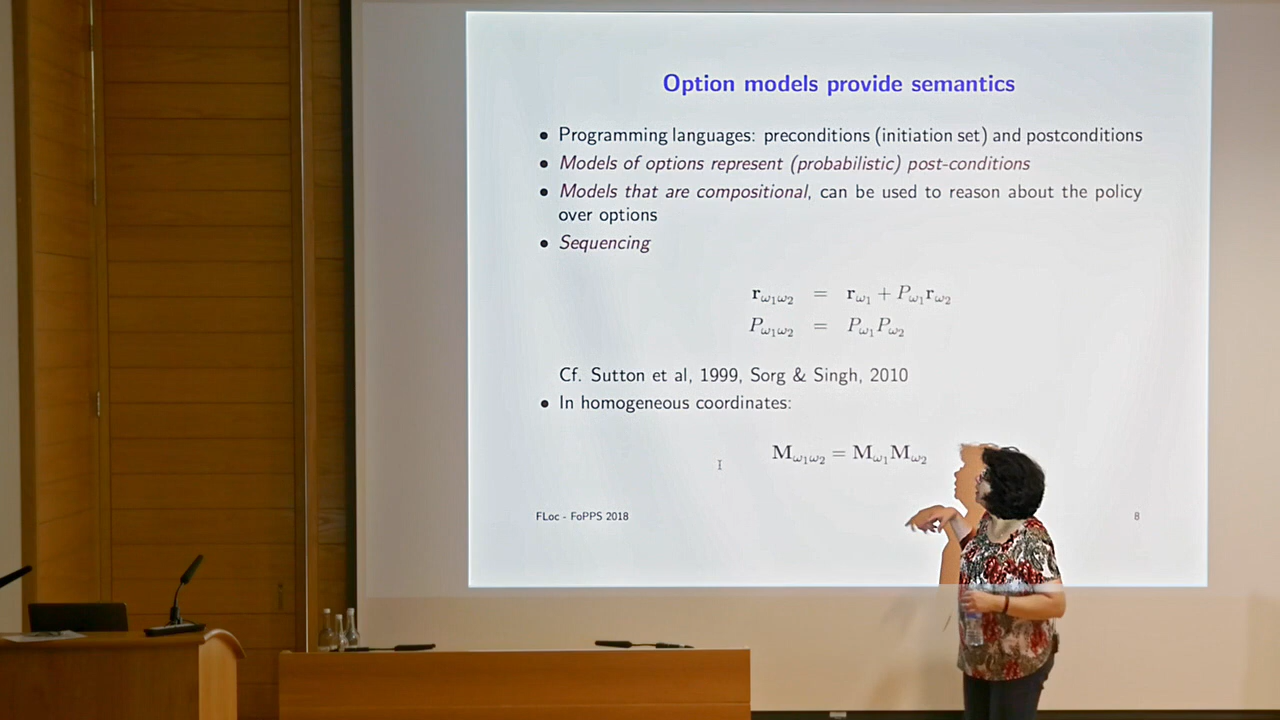 Option models provide semantics
• Programming languages: preconditions (initiation set) and postconditions
• Models of options represent (probabilistic) post-conditions
• Models that are compositional, can be used to reason about the policy
over options
• Sequencing
r_{ω₁ω₂} = r_{ω₁} + P_{ω₁}r_{ω₂}
P_{ω₁ω₂} = P_{ω₁}P_{ω₂}
Cf. Sutton et al, 1999, Sorg & Singh, 2010
• In homogeneous coordinates:
M_{ω₁ω₂} = M_{ω₁}M_{ω₂}
FLoc - FoPPS 2018
8